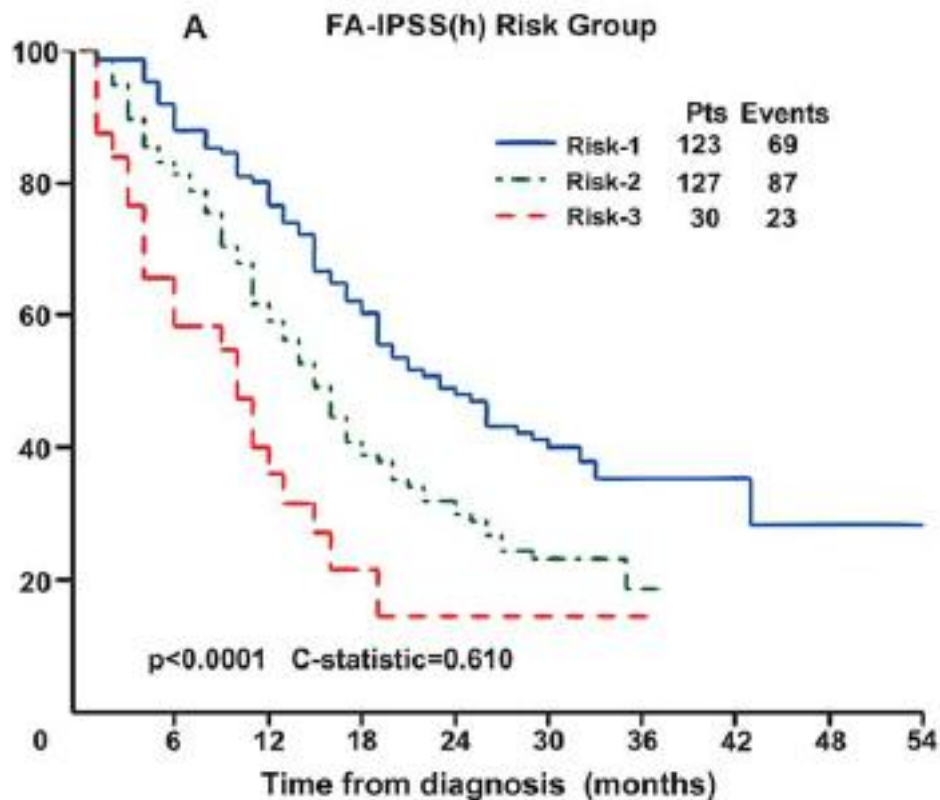 A FA-IPSS(h) Risk Group
100
Pts Events
Risk-1 123 69
80
Risk-2 127 87
Risk-3 30 23
60
40
20
p<0.0001 C-statistic=0.610
0 6 12 18 24 30 36 42 48 54
Time from diagnosis (months)